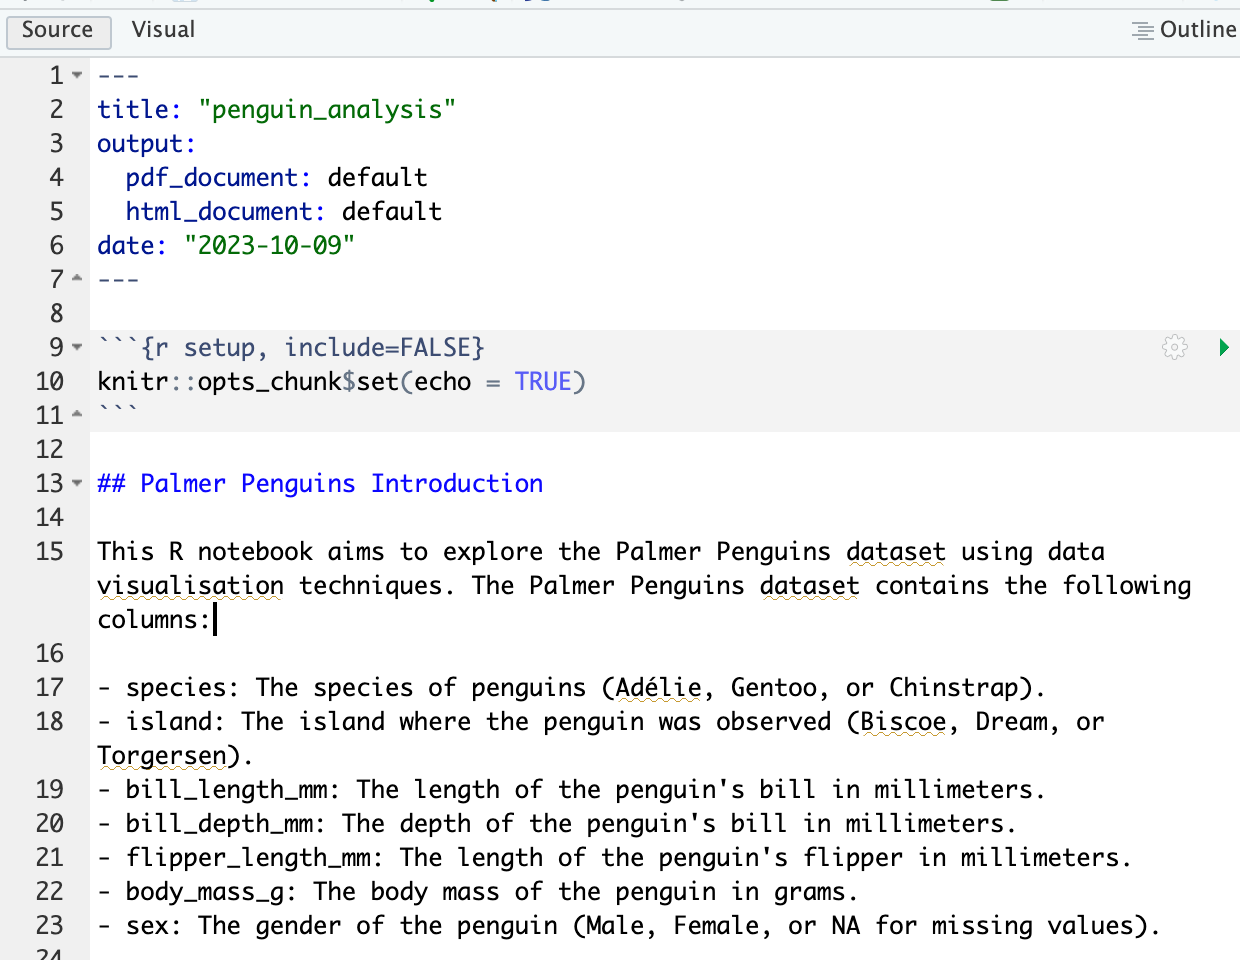 Source Visual Outline
1 ---
2 title: "penguin_analysis"
3 output:
4   pdf_document: default
5   html_document: default
6 date: "2023-10-09"
7 ---
8
9 ```{r setup, include=FALSE}
10 knitr::opts_chunk$set(echo = TRUE)
11 ```
12
13 ## Palmer Penguins Introduction
14
15 This R notebook aims to explore the Palmer Penguins dataset using data
visualisation techniques. The Palmer Penguins dataset contains the following
columns:
16
17 - species: The species of penguins (Adélie, Gentoo, or Chinstrap).
18 - island: The island where the penguin was observed (Biscoe, Dream, or
Torgersen).
19 - bill_length_mm: The length of the penguin's bill in millimeters.
20 - bill_depth_mm: The depth of the penguin's bill in millimeters.
21 - flipper_length_mm: The length of the penguin's flipper in millimeters.
22 - body_mass_g: The body mass of the penguin in grams.
23 - sex: The gender of the penguin (Male, Female, or NA for missing values).
24